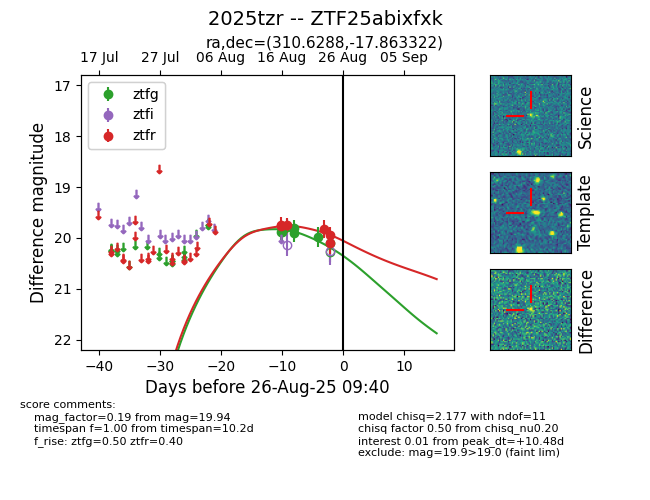 2025tzr -- ZTF25abixfxk
ra,dec=(310.6288,-17.863322)
17 Jul 27 Jul 06 Aug 16 Aug 26 Aug 05 Sep
17
18
19
20
21
22
Difference magnitude
ztfg
ztfi
ztfr
−40 −30 −20 −10 0 10
Days before 26-Aug-25 09:40
Science
Template
Difference
score comments:
mag_factor=0.19 from mag=19.94
timespan f=1.00 from timespan=10.2d
f_rise: ztfg=0.50 ztfr=0.40
model chisq=2.177 with ndof=11
chisq factor 0.50 from chisq_nu0.20
interest 0.01 from peak_dt=+10.48d
exclude: mag=19.9>19.0 (faint lim)